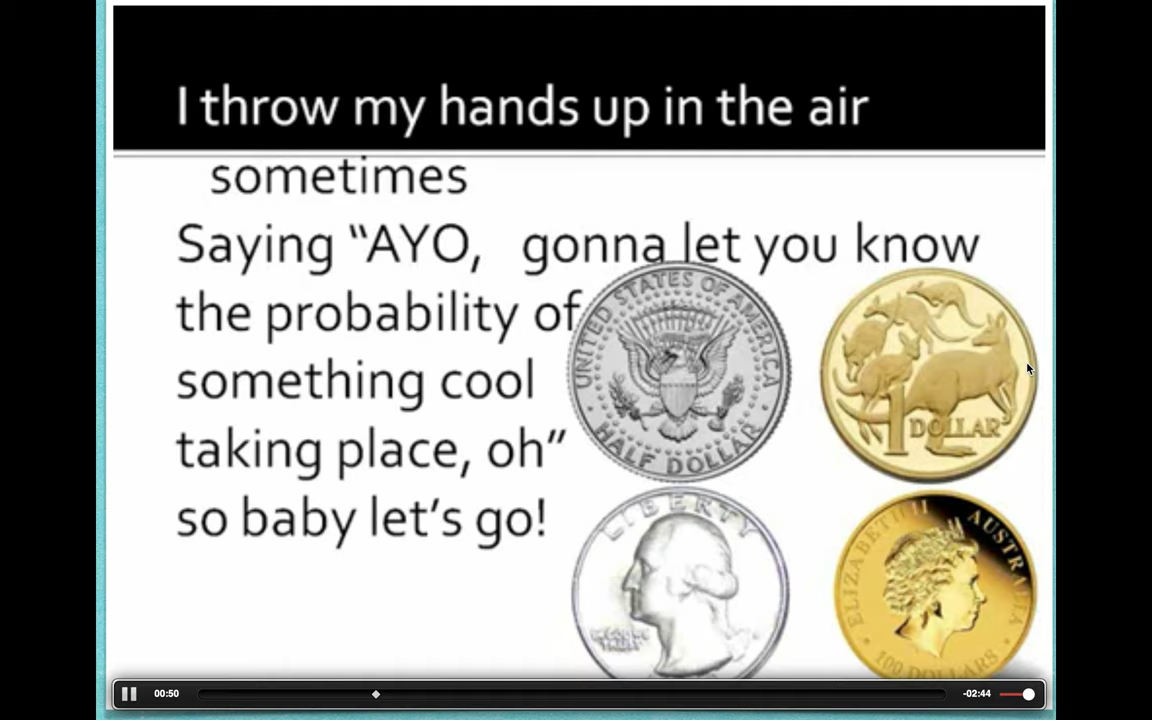 I throw my hands up in the air
sometimes
Saying “AYO, gonna let you know
the probability of
something cool
taking place, oh”
so baby let’s go!
UNITED STATES OF AMERICA
HALF DOLLAR
1 DOLLAR
LIBERTY
ELIZABETH II AUSTRALIA
100 DOLLARS
00:50
-02:44